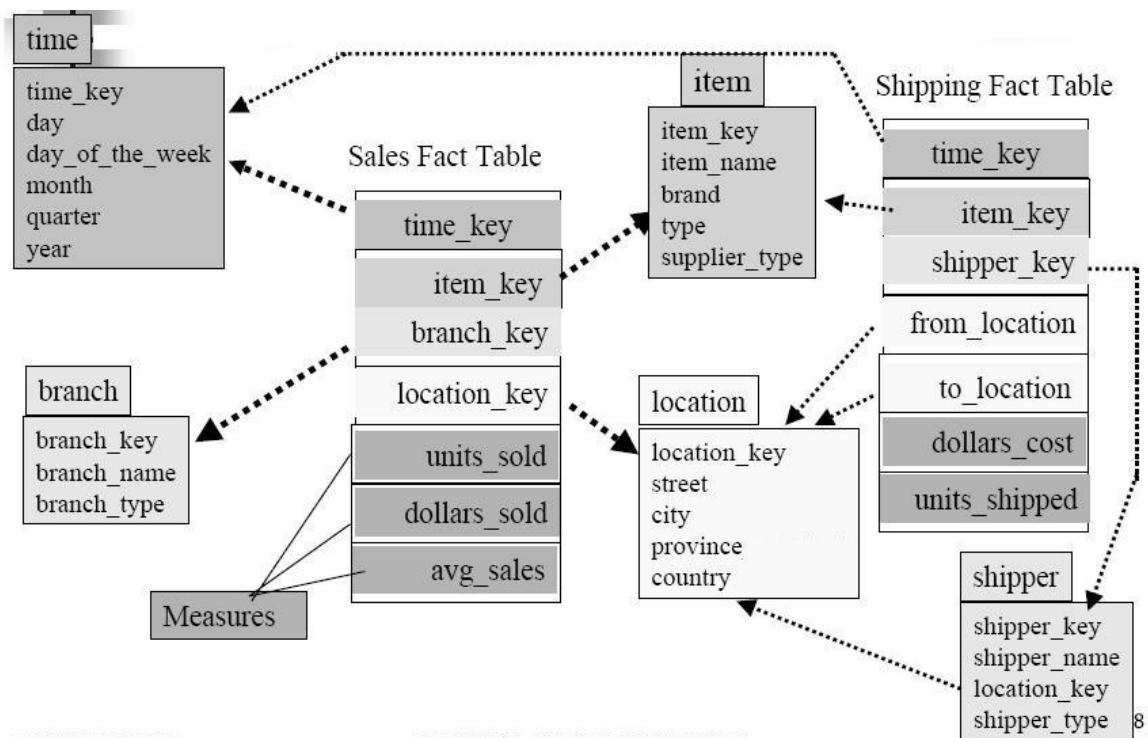 time
time_key
day
day_of_the_week
month
quarter
year
Sales Fact Table
time_key
item_key
branch_key
location_key
units_sold
dollars_sold
avg_sales
Measures
branch
branch_key
branch_name
branch_type
item
item_key
item_name
brand
type
supplier_type
location
location_key
street
city
province
country
Shipping Fact Table
time_key
item_key
shipper_key
from_location
to_location
dollars_cost
units_shipped
shipper
shipper_key
shipper_name
location_key
shipper_type
8